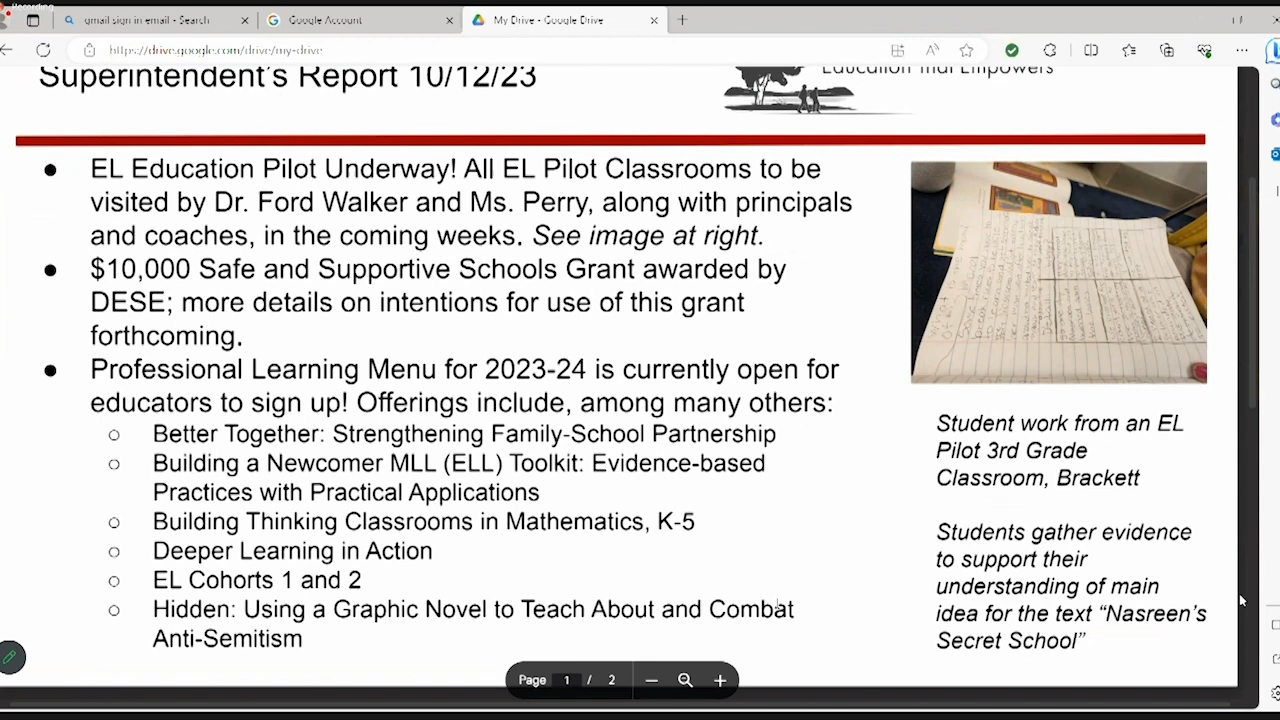 Recording
gmail sign in email - Search
Google Account
My Drive - Google Drive
https://drive.google.com/drive/my-drive
Superintendent's Report 10/12/23
Education That Empowers
● EL Education Pilot Underway! All EL Pilot Classrooms to be
visited by Dr. Ford Walker and Ms. Perry, along with principals
and coaches, in the coming weeks. See image at right.
● $10,000 Safe and Supportive Schools Grant awarded by
DESE; more details on intentions for use of this grant
forthcoming.
● Professional Learning Menu for 2023-24 is currently open for
educators to sign up! Offerings include, among many others:
○ Better Together: Strengthening Family-School Partnership
○ Building a Newcomer MLL (ELL) Toolkit: Evidence-based
Practices with Practical Applications
○ Building Thinking Classrooms in Mathematics, K-5
○ Deeper Learning in Action
○ EL Cohorts 1 and 2
○ Hidden: Using a Graphic Novel to Teach About and Combat
Anti-Semitism
Student work from an EL
Pilot 3rd Grade
Classroom, Brackett
Students gather evidence
to support their
understanding of main
idea for the text “Nasreen’s
Secret School”
Page 1 / 2